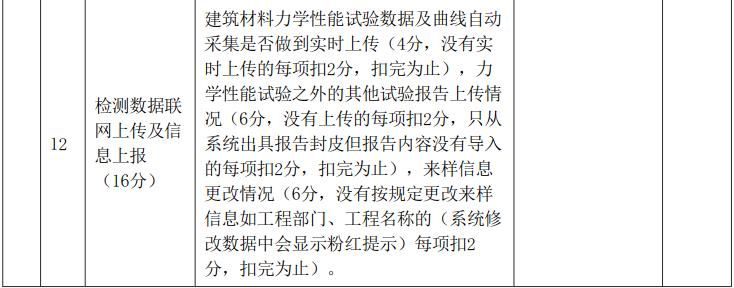 12
检测数据联
网上传及信
息上报
（16分）
建筑材料力学性能试验数据及曲线自动
采集是否做到实时上传（4分，没有实
时上传的每项扣2分，扣完为止），力
学性能试验之外的其他试验报告上传情
况（6分，没有上传的每项扣2分，只从
系统出具报告封皮但报告内容没有导入
的每项扣2分，扣完为止），来样信息
更改情况（6分，没有按规定更改来样
信息如工程部门、工程名称的（系统修
改数据中会显示粉红提示）每项扣2
分，扣完为止）。